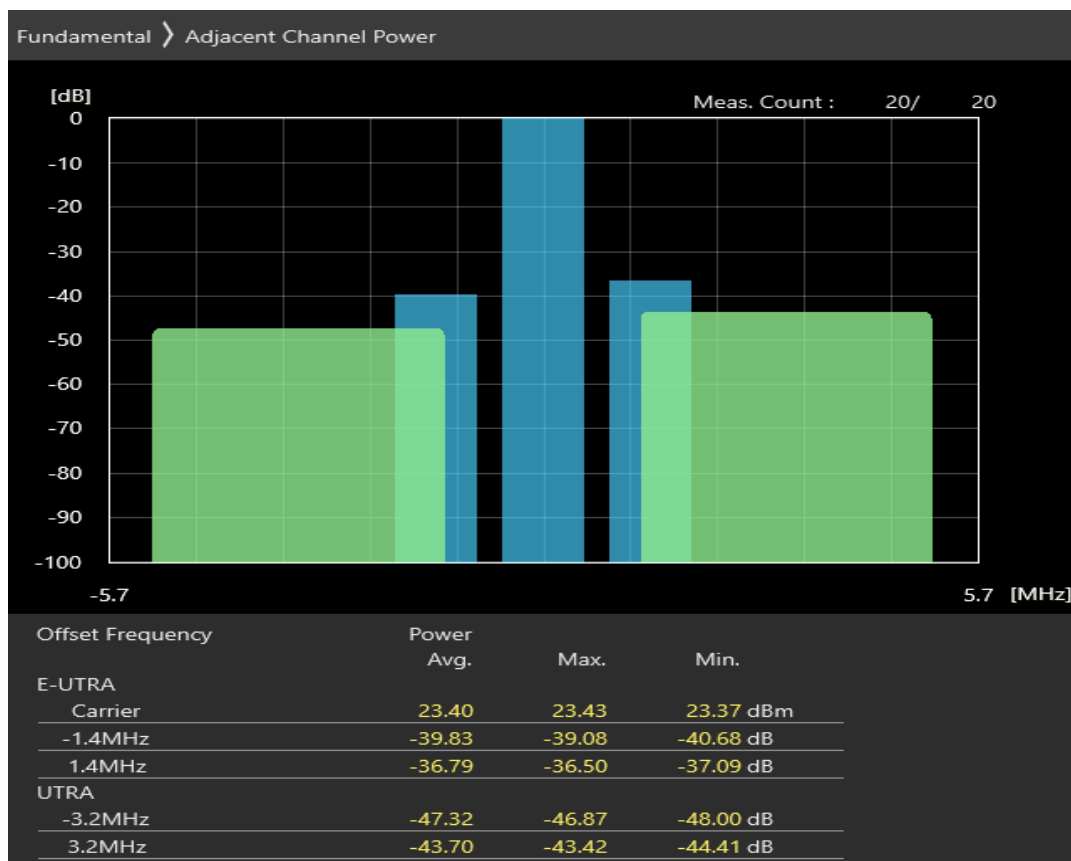 Fundamental 〉 Adjacent Channel Power
[dB]
Meas. Count : 20/ 20
0
-10
-20
-30
-40
-50
-60
-70
-80
-90
-100
-5.7 5.7 [MHz]
Offset Frequency Power
Avg. Max. Min.
E-UTRA
Carrier 23.40 23.43 23.37 dBm
-1.4MHz -39.83 -39.08 -40.68 dB
1.4MHz -36.79 -36.50 -37.09 dB
UTRA
-3.2MHz -47.32 -46.87 -48.00 dB
3.2MHz -43.70 -43.42 -44.41 dB